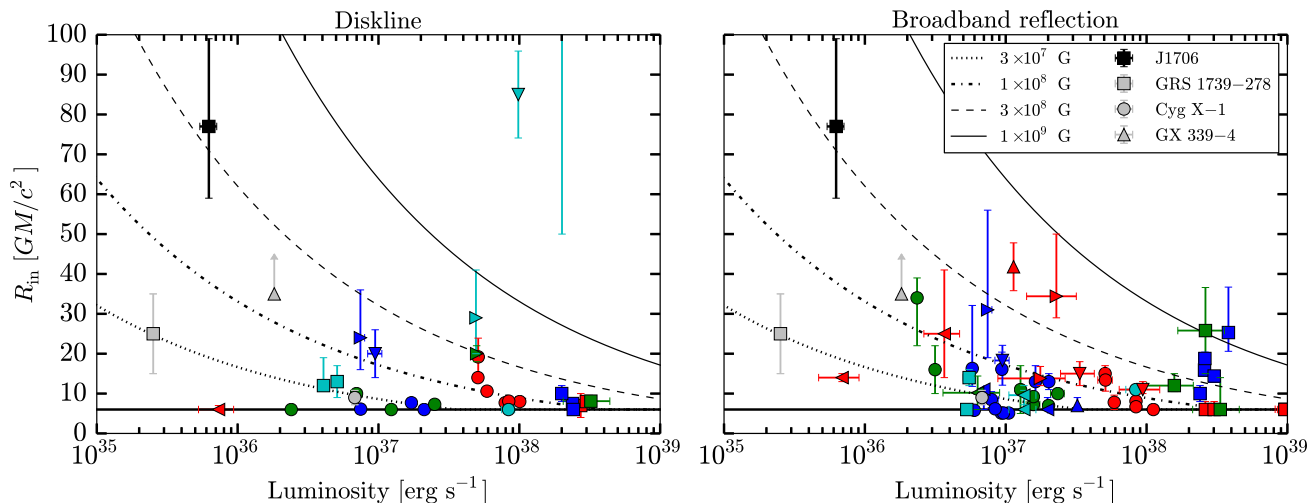 Diskline
Broadband reflection
R_in [GM/c^2]
100
90
80
70
60
50
40
30
20
10
0
10^35
10^36
10^37
10^38
10^39
Luminosity [erg s^−1]
3×10^7 G
1×10^8 G
3×10^8 G
1×10^9 G
J1706
GRS 1739−278
Cyg X−1
GX 339−4
10^35
10^36
10^37
10^38
10^39
Luminosity [erg s^−1]